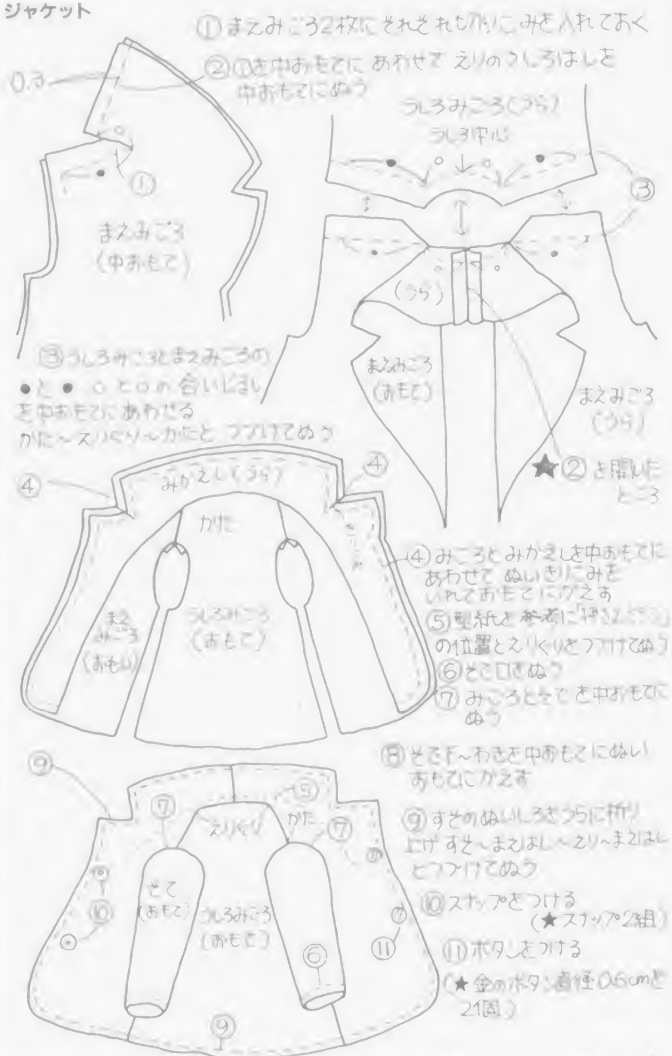 ジャケット
① まえみごろ2枚にそれぞれ きりこみを入れておく
② ①を中おもてに あわせて えりのうしろはしを
中おもてにぬう
0.3
①
まえみごろ
(中おもて)
うしろみごろ(うら)
うしろ中心
③
(うら)
まえみごろ
(おもて)
まえみごろ
(うら)
★②を開いた
ところ
③うしろみごろとまえみごろの
●と● ○と○の合いじるし
を中おもてにあわせる
かた~えりぐり~かたと つづけてぬう
④
みかえし(うら)
④
かた
まえ
みごろ
(おもて)
うしろみごろ
(おもて)
④ みごろとみかえしを中おもてに
あわせて ぬいきりこみを
いれておもてにかえす
⑤ 型紙を参考に
の位置とえりぐりをつづけてぬう
⑥ そで口をぬう
⑦ みごろとそでを中おもてに
ぬう
⑧ そで下~わきを中おもてにぬい
おもてにかえす
⑨ すそのぬいしろをうらに折り
上げ すそ~まえはし~えり~まえはし
とつづけてぬう
⑩ スナップをつける
(★スナップ2組)
⑪ ボタンをつける
(★ 金のボタン直径0.6cmを
21固)
⑨
⑦
えりぐり
⑤
かた
⑦
そで
(おもて)
うしろみごろ
(おもて)
⑩
⑥
⑪
⑨